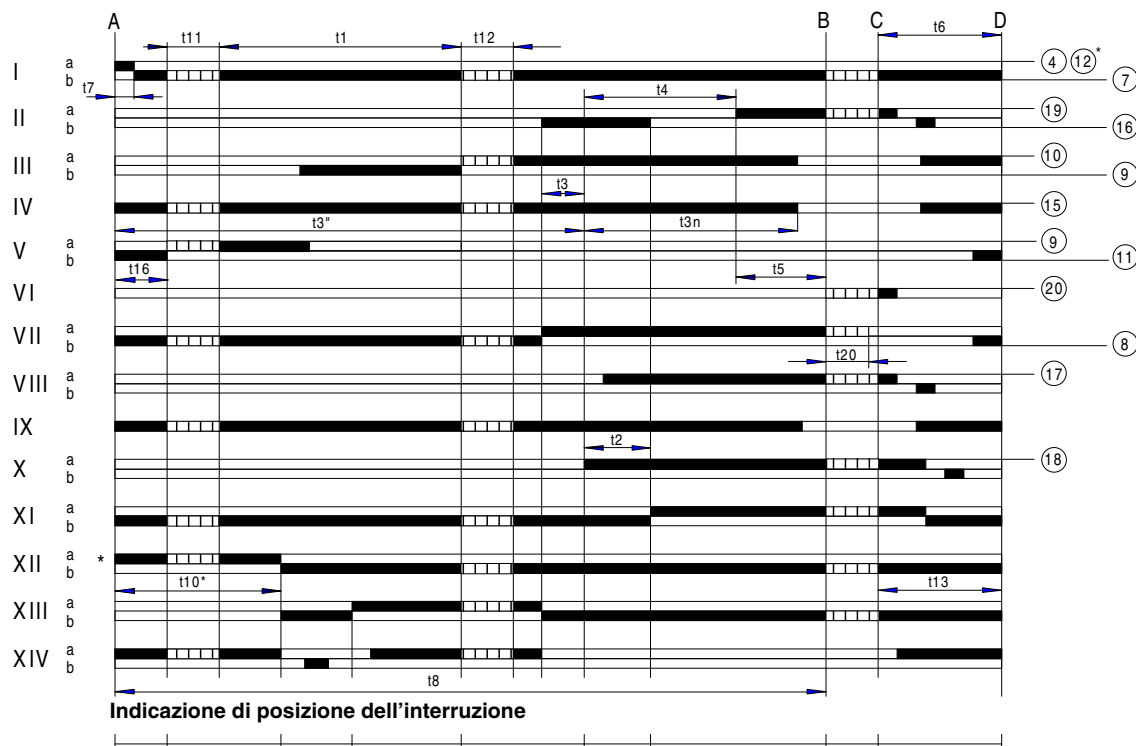 A B C D
t11 t1 t12 t6
I a b 4 12* 7
t7 t4
II a b 19 16
III a b 10 9
t3
IV 15
t3" t3n
V a b 9 11
t16 t5
VI 20
VII a b 8
t20
VIII a b 17
IX
t2
X a b 18
XI a b
XII a b *
t10* t13
XIII a b
XIV a b
t8
Indicazione di posizione dell'interruzione